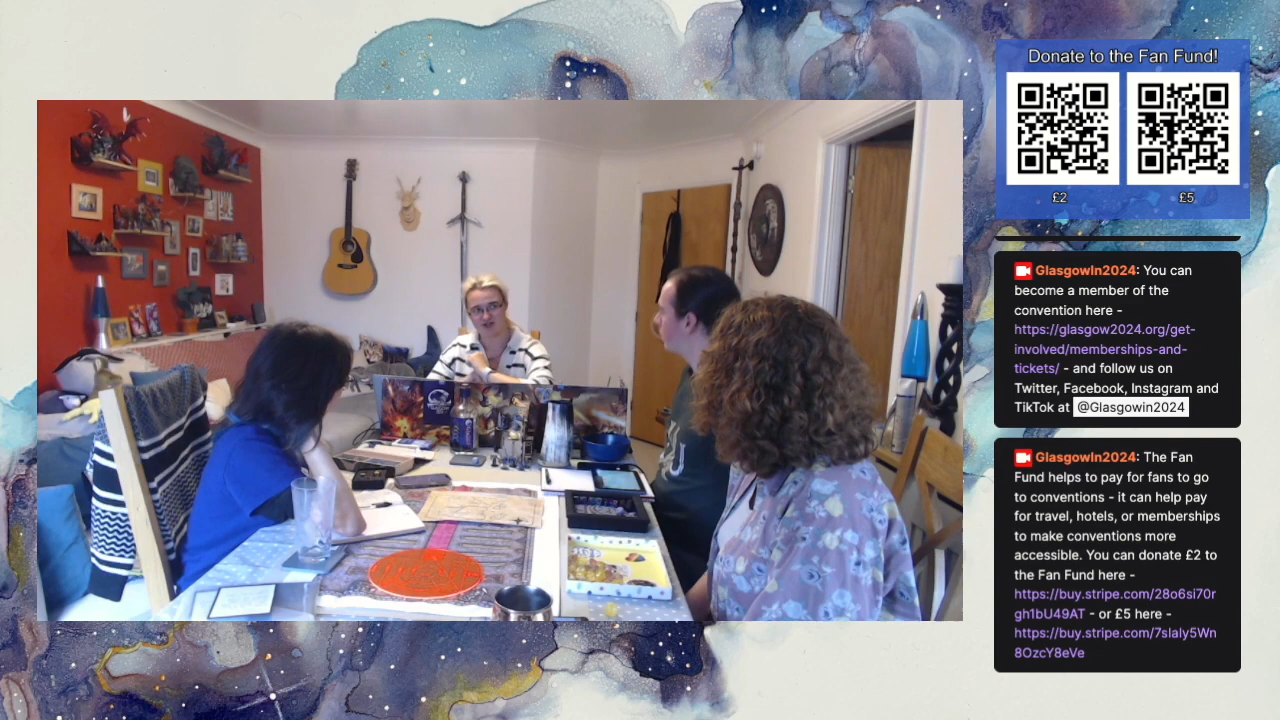 Donate to the Fan Fund!
£2
£5
GlasgowIn2024: You can
become a member of the
convention here -
https://glasgow2024.org/get-
involved/memberships-and-
tickets/ - and follow us on
Twitter, Facebook, Instagram and
TikTok at @Glasgowin2024
GlasgowIn2024: The Fan
Fund helps to pay for fans to go
to conventions - it can help pay
for travel, hotels, or memberships
to make conventions more
accessible. You can donate £2 to
the Fan Fund here -
https://buy.stripe.com/28o6si70r
gh1bU49AT - or £5 here -
https://buy.stripe.com/7sIaIy5Wn
8OzcY8eVe